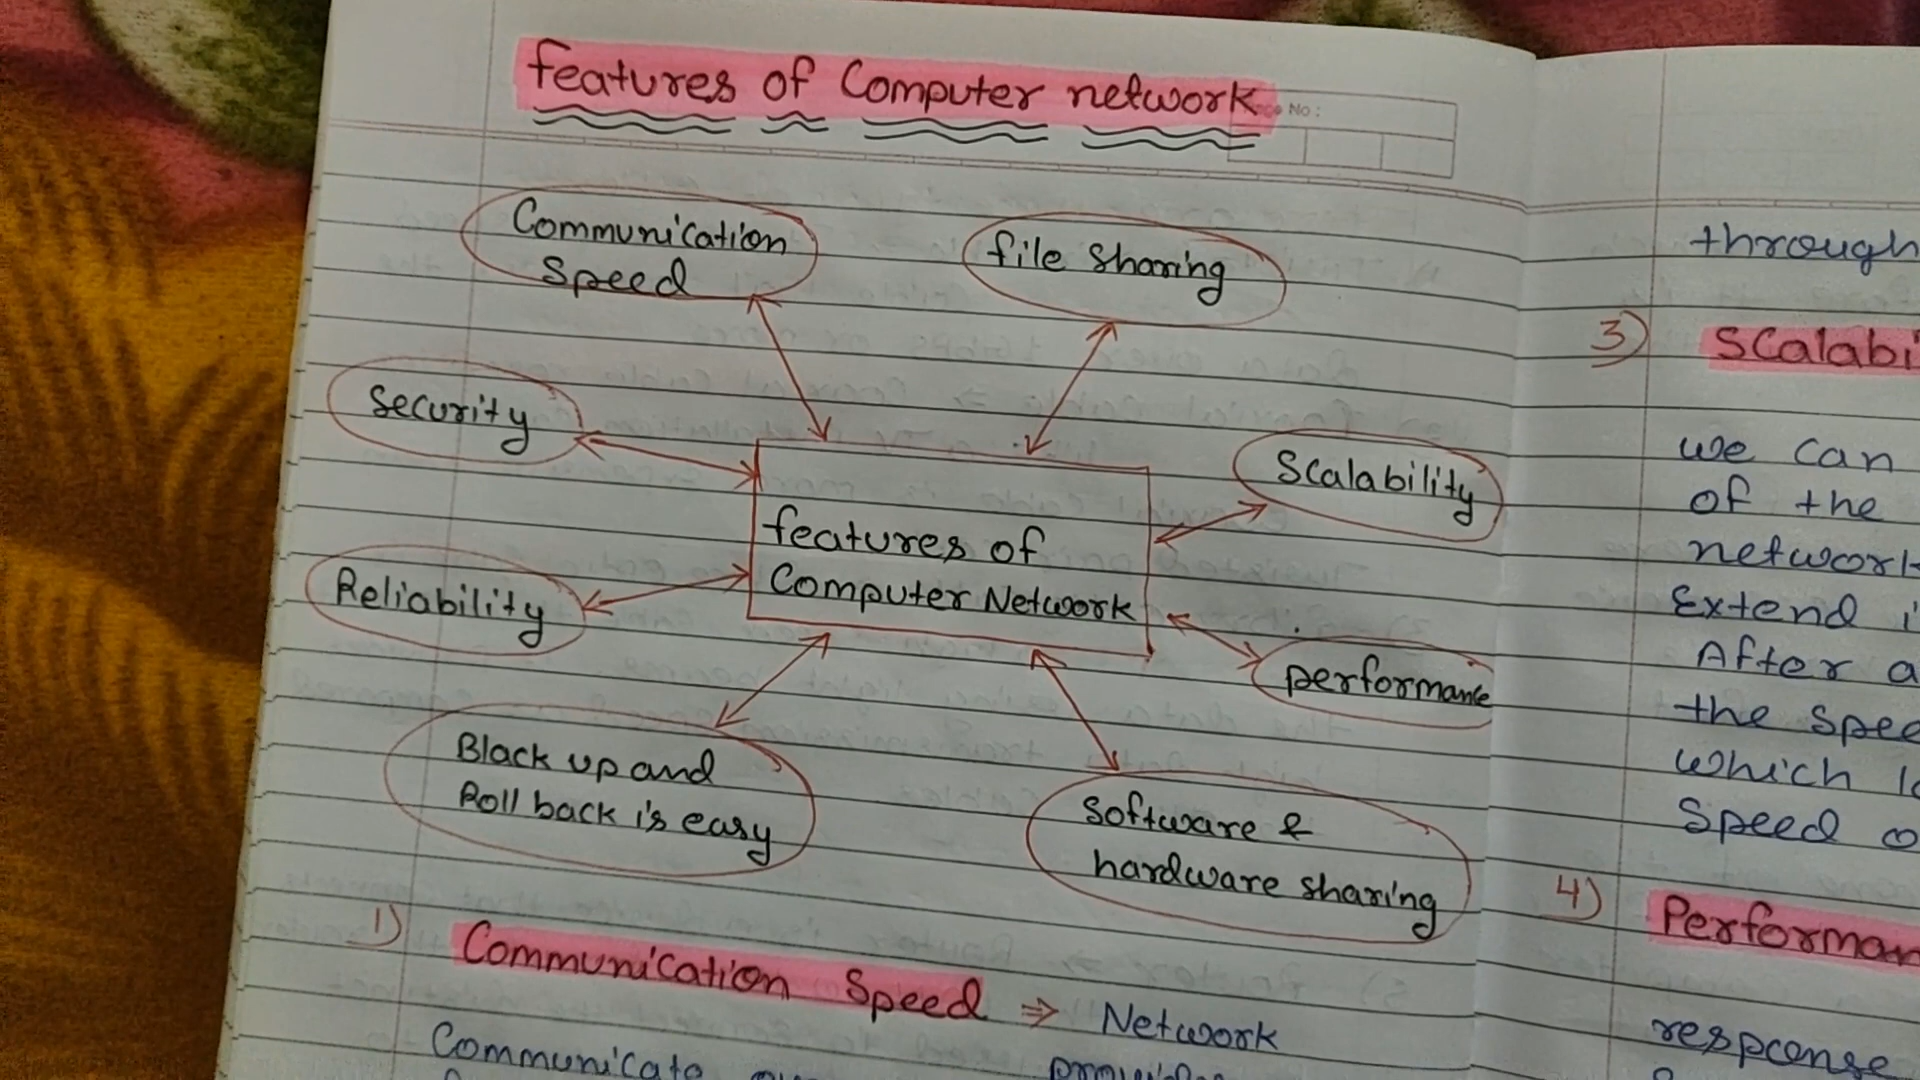 features of Computer network
No:
Communication
Speed
file Sharing
Security
Scalability
features of
Computer Network
Reliability
performance
Black up and
Roll back is easy
Software &
hardware sharing
1) Communication Speed ⇒ Network
Communicate
through
3) Scalabi
we can
of the
network
Extend i
After a
the spee
which lo
Speed o
4) Performan
response